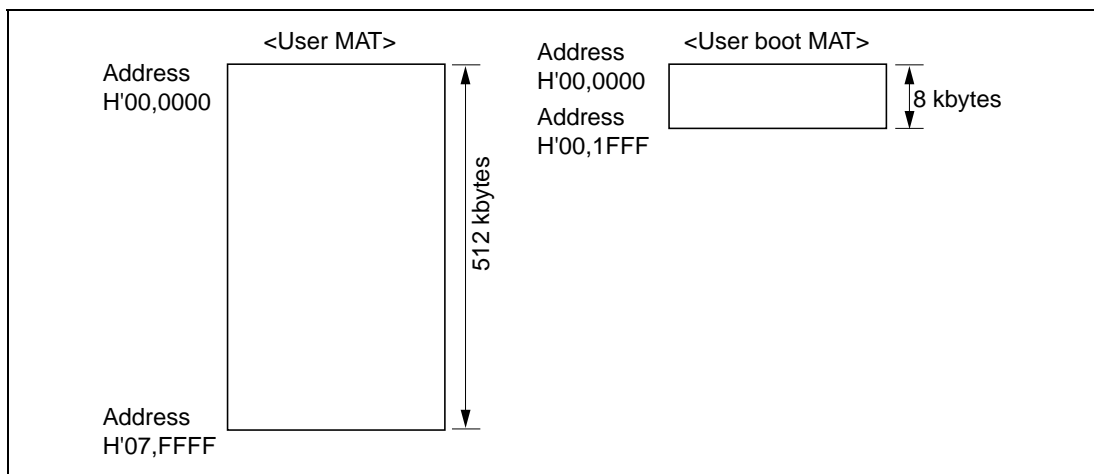 <User MAT>
Address
H'00,0000
512 kbytes
Address
H'07,FFFF
<User boot MAT>
Address
H'00,0000
Address
H'00,1FFF
8 kbytes